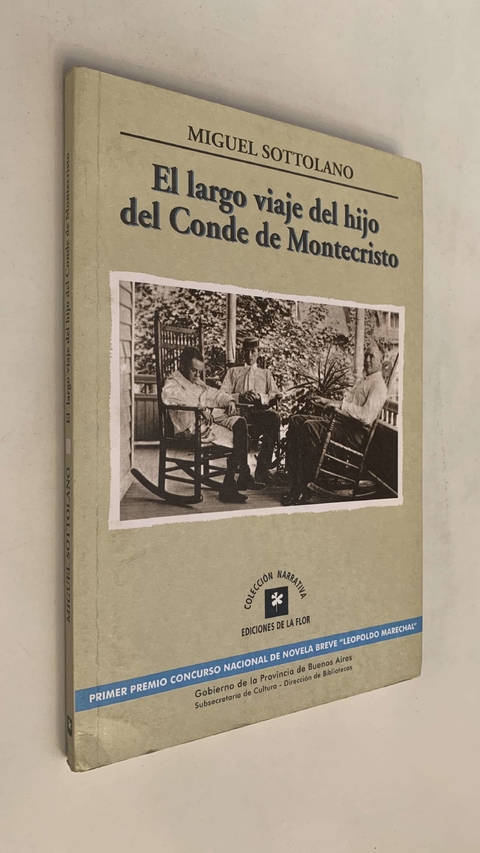 MIGUEL SOTTOLANO
El largo viaje del hijo
del Conde de Montecristo
COLECCIÓN NARRATIVA
EDICIONES DE LA FLOR
PRIMER PREMIO CONCURSO NACIONAL DE NOVELA BREVE "LEOPOLDO MARECHAL"
Gobierno de la Provincia de Buenos Aires
Subsecretaría de Cultura - Dirección de Bibliotecas
MIGUEL SOTTOLANO El largo viaje del hijo del Conde de Montecristo